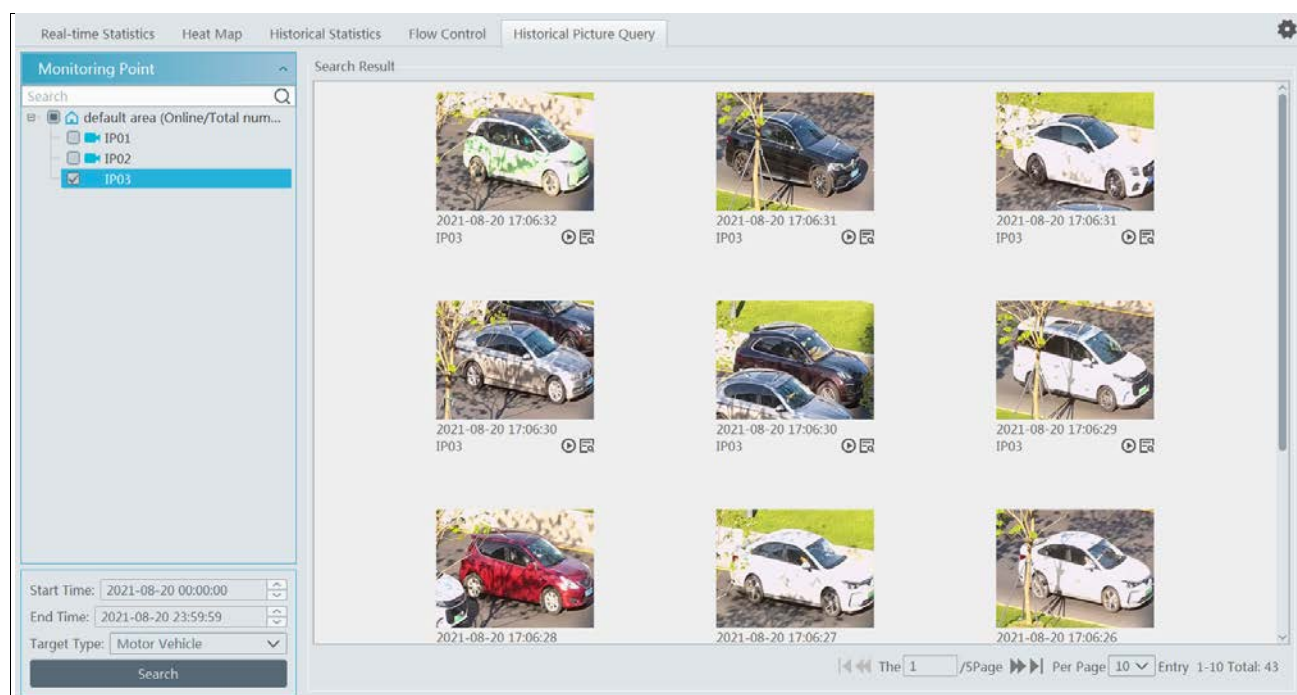 Real-time Statistics Heat Map Historical Statistics Flow Control Historical Picture Query
Monitoring Point
Search
default area (Online/Total num...
IP01
IP02
IP03
Start Time: 2021-08-20 00:00:00
End Time: 2021-08-20 23:59:59
Target Type: Motor Vehicle
Search
Search Result
2021-08-20 17:06:32
IP03
2021-08-20 17:06:31
IP03
2021-08-20 17:06:31
IP03
2021-08-20 17:06:30
IP03
2021-08-20 17:06:30
IP03
2021-08-20 17:06:29
IP03
2021-08-20 17:06:28
2021-08-20 17:06:27
2021-08-20 17:06:26
The 1 /5Page Per Page 10 Entry 1-10 Total: 43